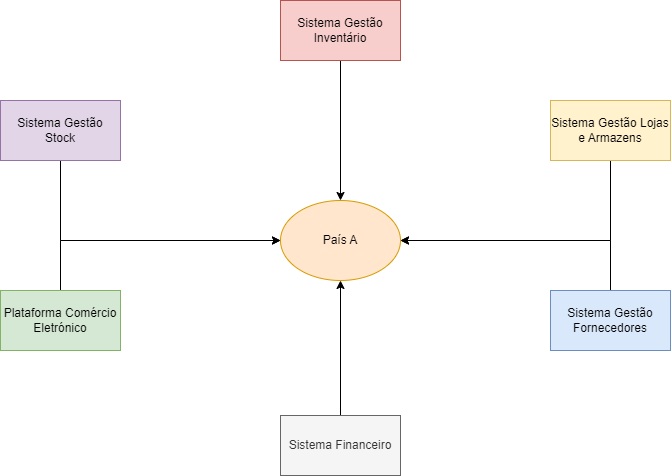 Sistema Gestão
Inventário
Sistema Gestão
Stock
Sistema Gestão Lojas
e Armazens
País A
Plataforma Comércio
Eletrónico
Sistema Gestão
Fornecedores
Sistema Financeiro